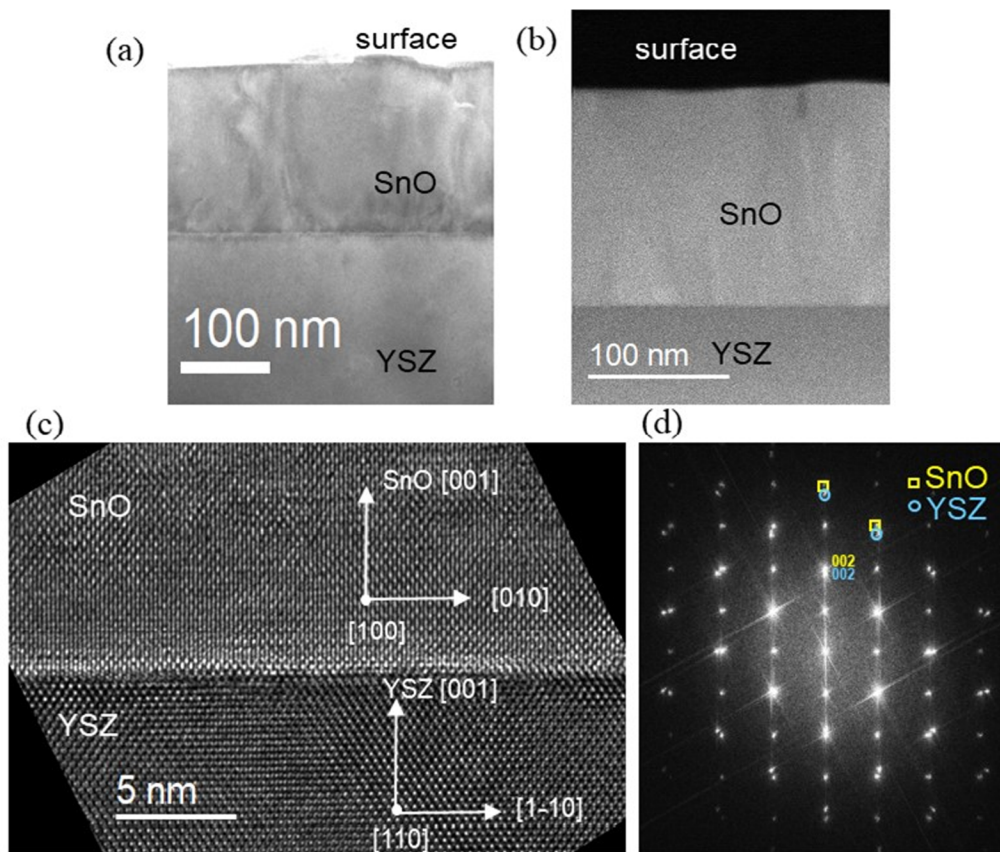 (a)
surface
SnO
100 nm
YSZ
(b)
surface
SnO
100 nm
YSZ
(c)
SnO
SnO [001]
[010]
[100]
YSZ
YSZ [001]
5 nm
[1-10]
[110]
(d)
SnO
YSZ
002
002